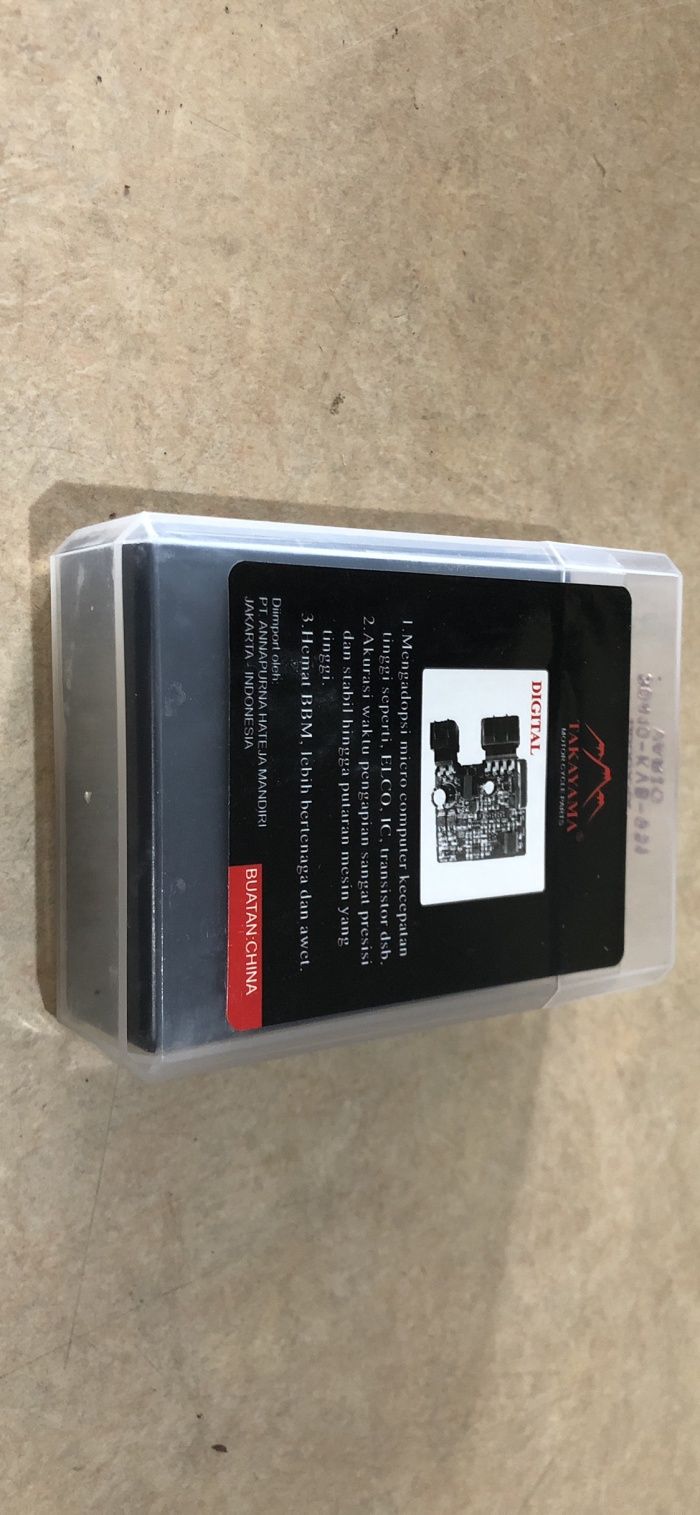 TAKAYAMA®
MOTORCYCLE PARTS
DIGITAL
1.Mengadopsi micro computer kecepatan
tinggi seperti, ELCO, IC, transistor dsb.
2.Akurasi waktu pengapian sangat presisi
dan stabil hingga putaran mesin yang
tinggi.
3.Hemat BBM, lebih bertenaga dan awet.
Diimport oleh:
PT ANNAPURNA HATEJA MANDIRI
JAKARTA - INDONESIA
BUATAN:CHINA